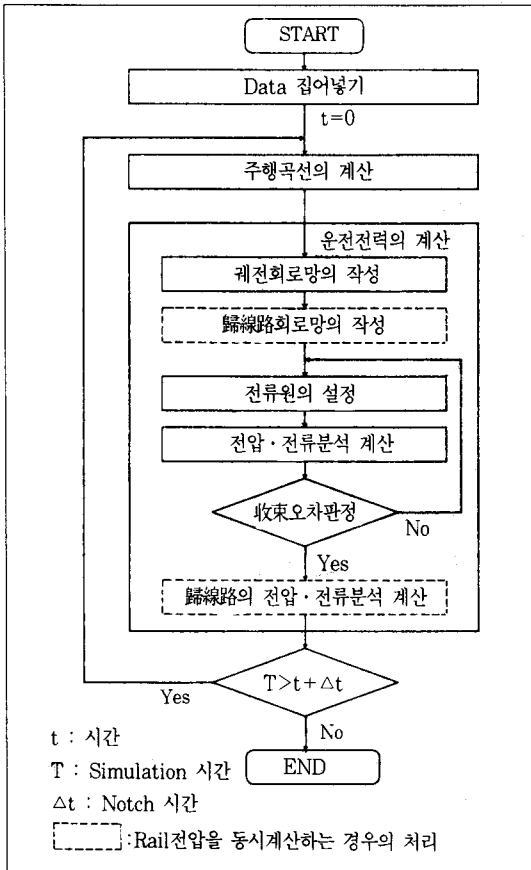 START
Data 집어넣기
t=0
주행곡선의 계산
운전전력의 계산
궤전회로망의 작성
歸線路회로망의 작성
전류원의 설정
전압·전류분석 계산
收束오차판정
No
Yes
歸線路의 전압·전류분석 계산
T>t+△t
Yes
No
END
t : 시간
T : Simulation 시간
△t : Notch 시간
:Rail전압을 동시계산하는 경우의 처리